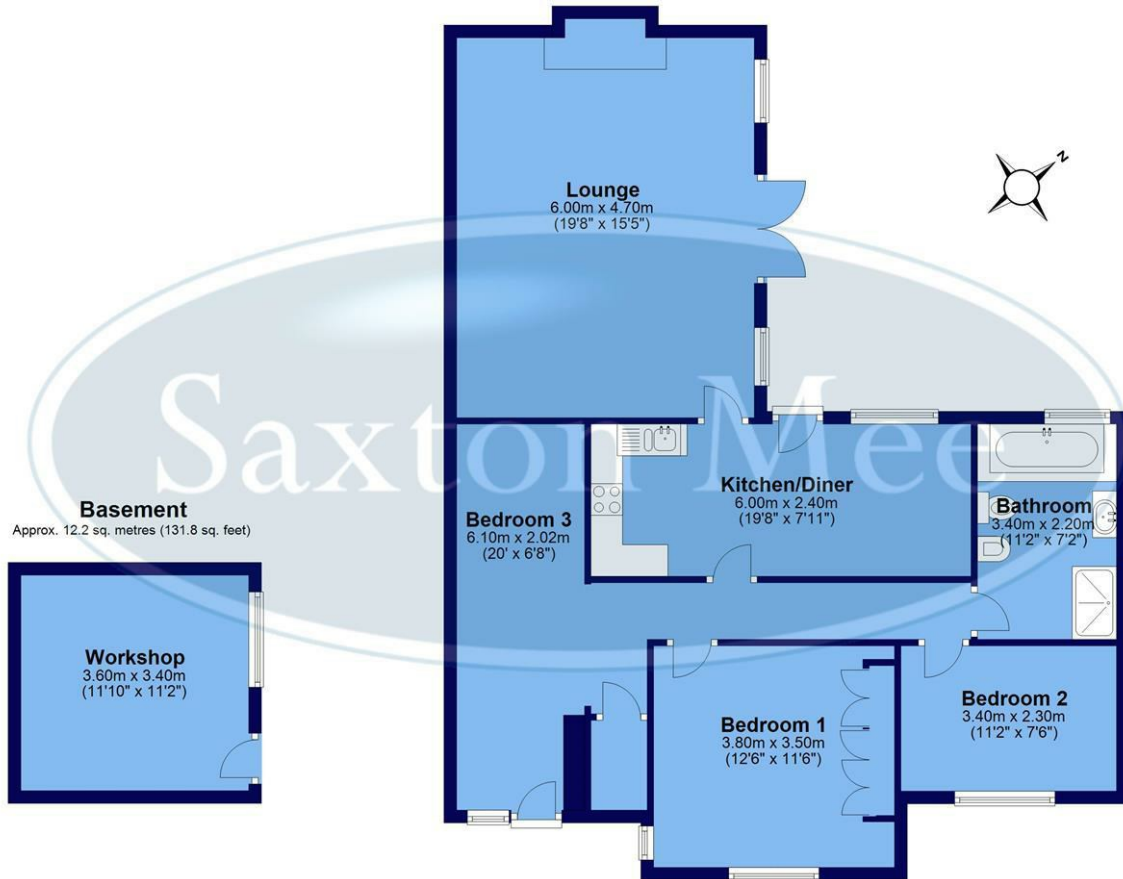 Lounge
6.00m x 4.70m
(19'8" x 15'5")
N
Saxton Mee
Kitchen/Diner
6.00m x 2.40m
(19'8" x 7'11")
Bedroom 3
6.10m x 2.02m
(20' x 6'8")
Bathroom
3.40m x 2.20m
(11'2" x 7'2")
Basement
Approx. 12.2 sq. metres (131.8 sq. feet)
Workshop
3.60m x 3.40m
(11'10" x 11'2")
Bedroom 1
3.80m x 3.50m
(12'6" x 11'6")
Bedroom 2
3.40m x 2.30m
(11'2" x 7'6")